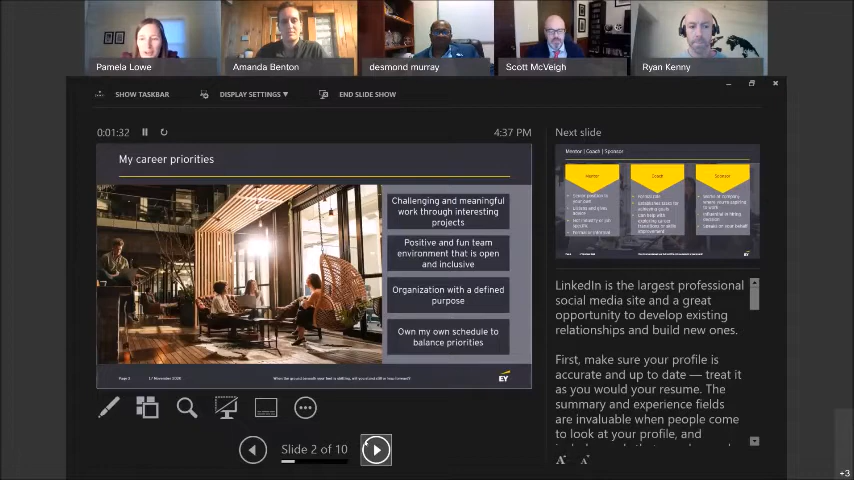 Pamela Lowe
Amanda Benton
desmond murray
Scott McVeigh
Ryan Kenny
SHOW TASKBAR
DISPLAY SETTINGS ▼
END SLIDE SHOW
0:01:32
4:37 PM
My career priorities
Challenging and meaningful
work through interesting
projects
Positive and fun team
environment that is open
and inclusive
Organization with a defined
purpose
Own my own schedule to
balance priorities
Page 2
17 November 2020
EY
Slide 2 of 10
Next slide
Mentor | Coach | Sponsor
Mentor
Coach
Sponsor
LinkedIn is the largest professional
social media site and a great
opportunity to develop existing
relationships and build new ones.
First, make sure your profile is
accurate and up to date — treat it
as you would your resume. The
summary and experience fields
are invaluable when people come
to look at your profile, and
A A
+3